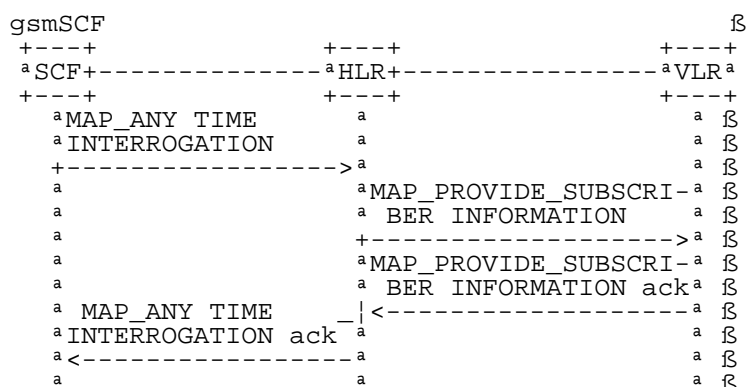 gsmSCF ß
+---+ +---+ +---+
ªSCF+--------------ªHLR+----------------ªVLRª
+---+ +---+ +---+
ªMAP_ANY TIME ª ª ß
ªINTERROGATION ª ª ß
+----------------->ª ª ß
ª ªMAP_PROVIDE_SUBSCRI-ª ß
ª ª BER INFORMATION ª ß
ª +-------------------->ª ß
ª ªMAP_PROVIDE_SUBSCRI-ª ß
ª ª BER INFORMATION ackª ß
ª MAP_ANY TIME _¦<-------------------ª ß
ªINTERROGATION ack ª ª ß
ª<-----------------ª ª ß
ª ª ª ß